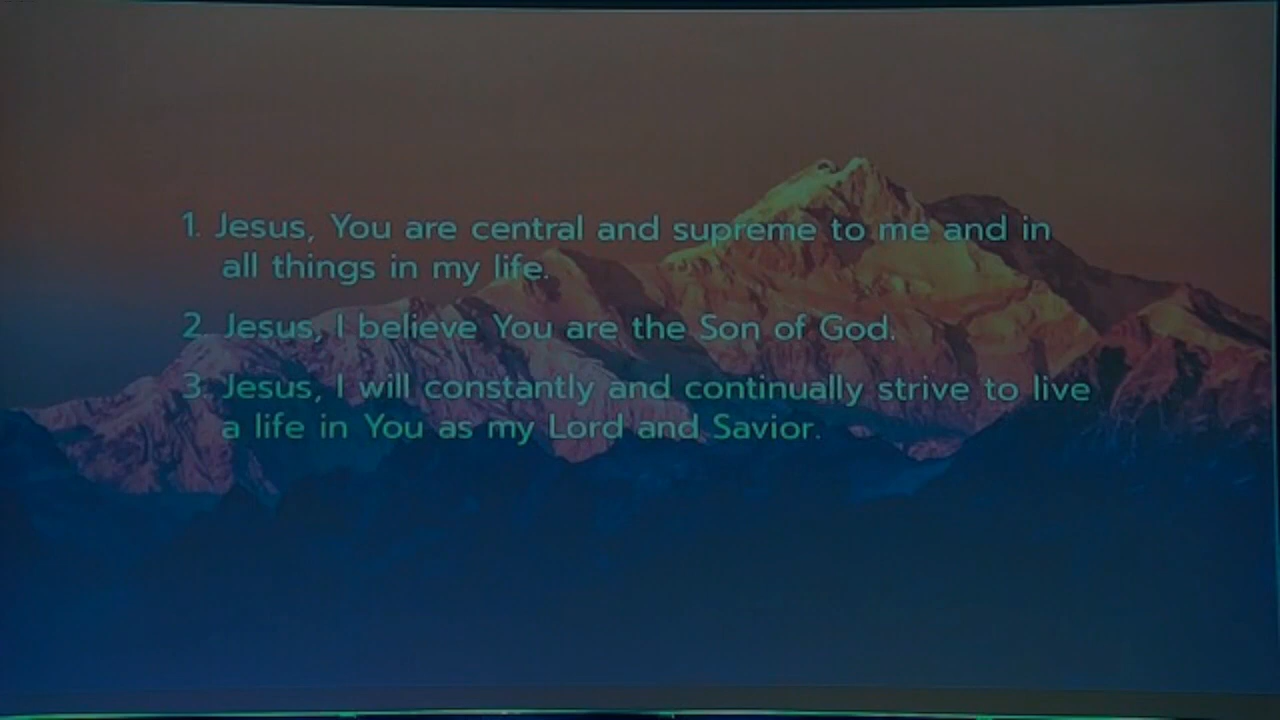 1. Jesus, You are central and supreme to me and in
all things in my life.
2. Jesus, I believe You are the Son of God.
3. Jesus, I will constantly and continually strive to live
a life in You as my Lord and Savior.